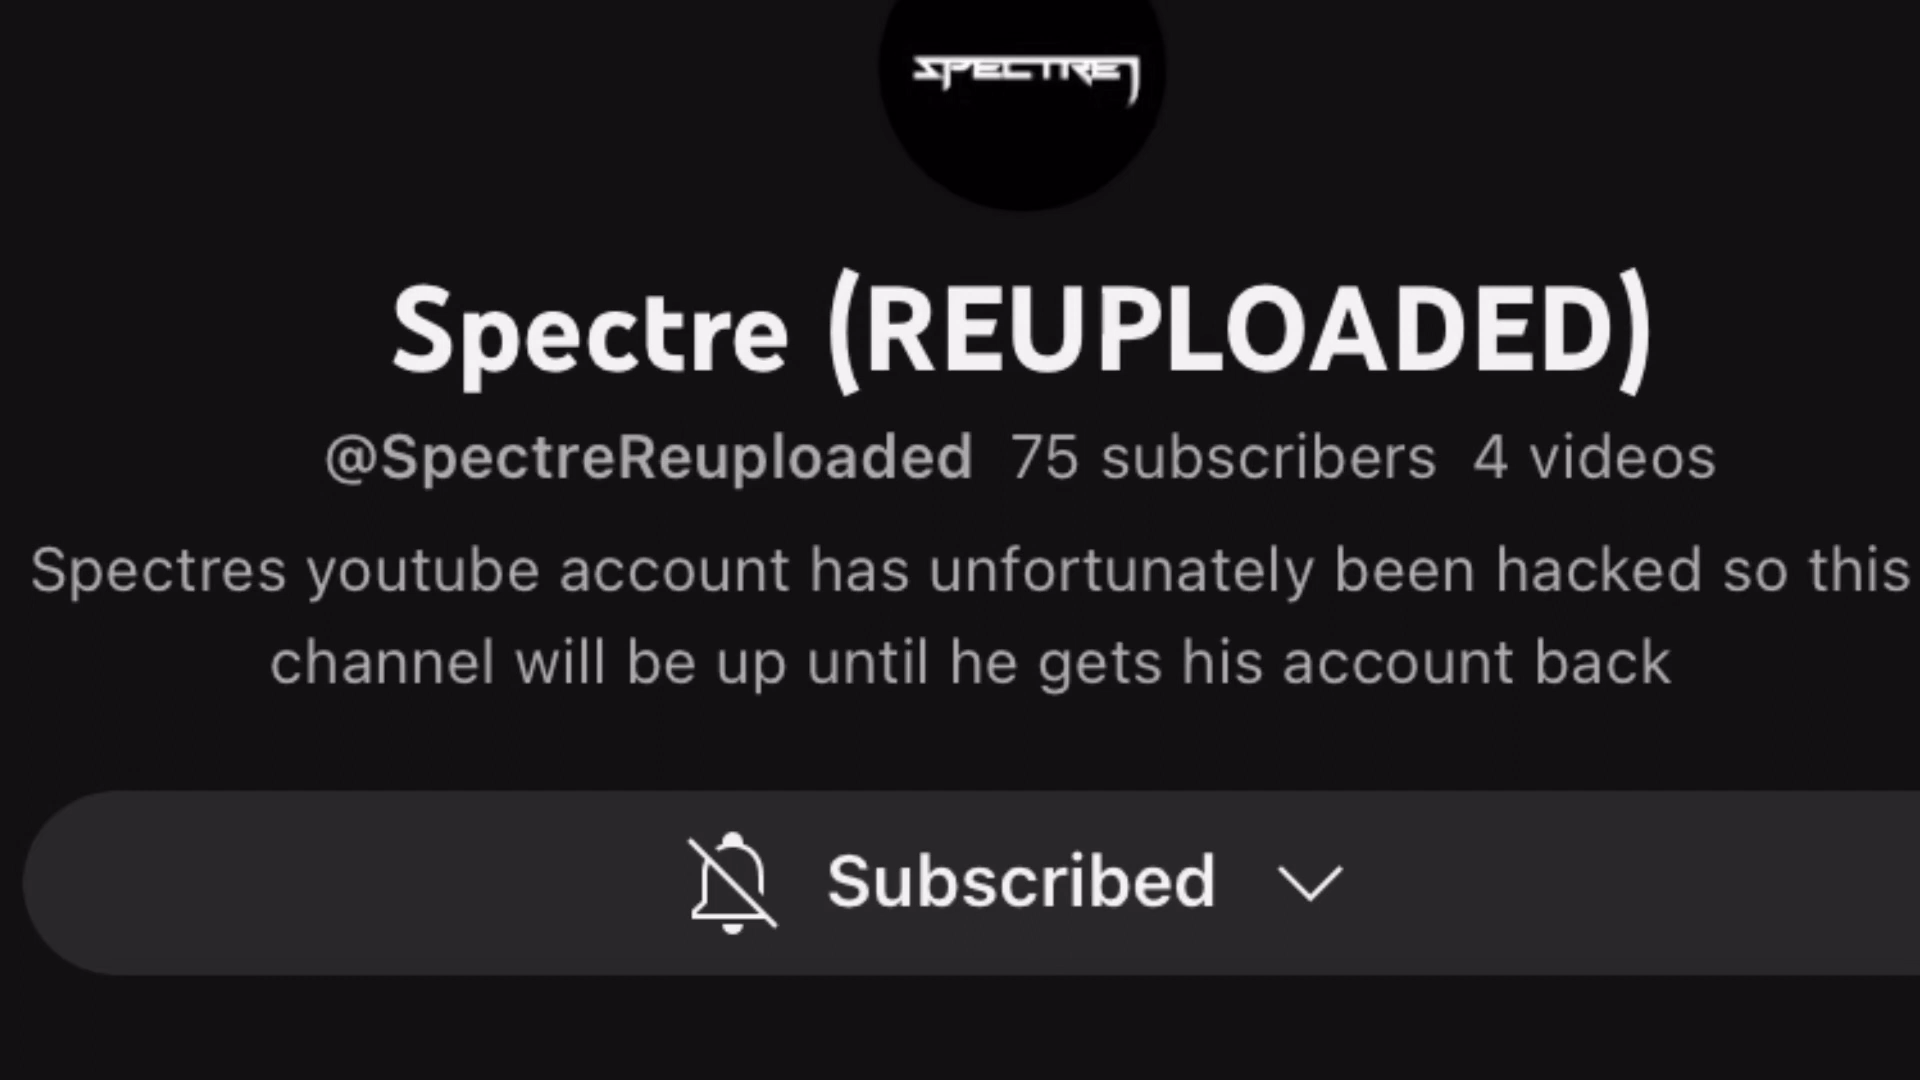 SPECTRE
Spectre (REUPLOADED)
@SpectreReuploaded 75 subscribers 4 videos
Spectres youtube account has unfortunately been hacked so this
channel will be up until he gets his account back
Subscribed